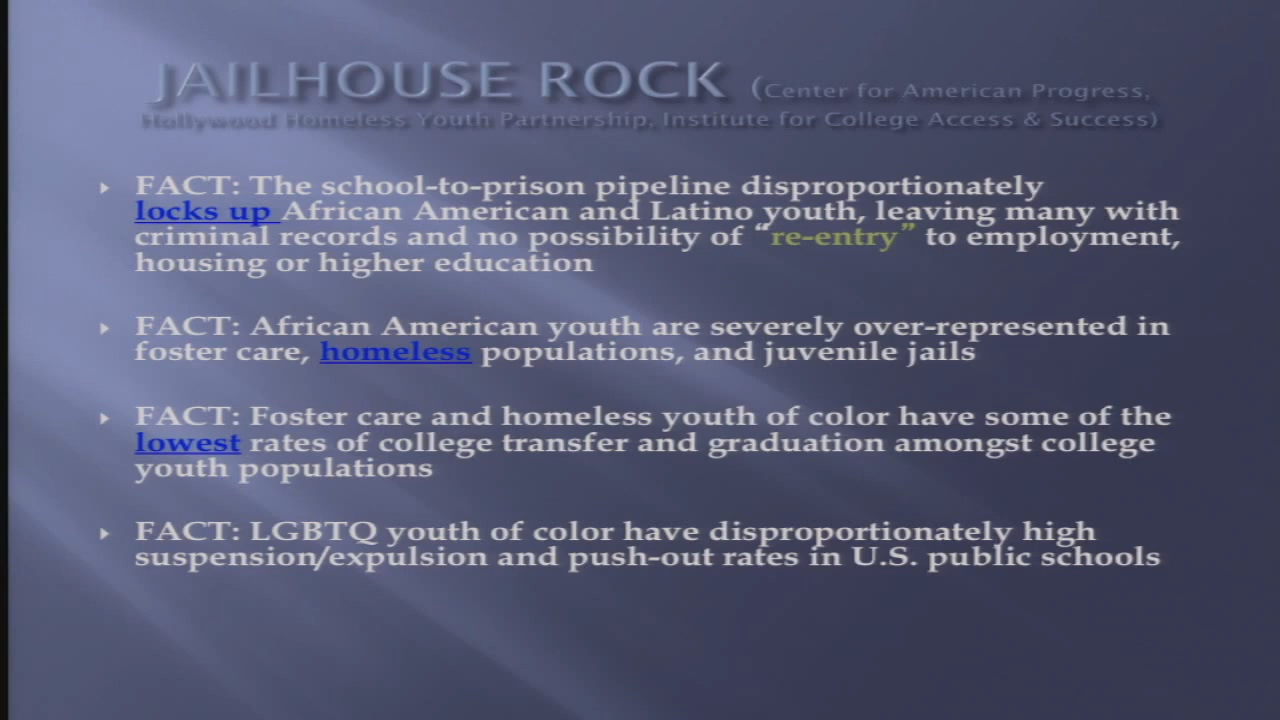 JAILHOUSE ROCK (Center for American Progress,
Hollywood Homeless Youth Partnership, Institute for College Access & Success)
FACT: The school-to-prison pipeline disproportionately
locks up African American and Latino youth, leaving many with
criminal records and no possibility of “re-entry” to employment,
housing or higher education
FACT: African American youth are severely over-represented in
foster care, homeless populations, and juvenile jails
FACT: Foster care and homeless youth of color have some of the
lowest rates of college transfer and graduation amongst college
youth populations
FACT: LGBTQ youth of color have disproportionately high
suspension/expulsion and push-out rates in U.S. public schools